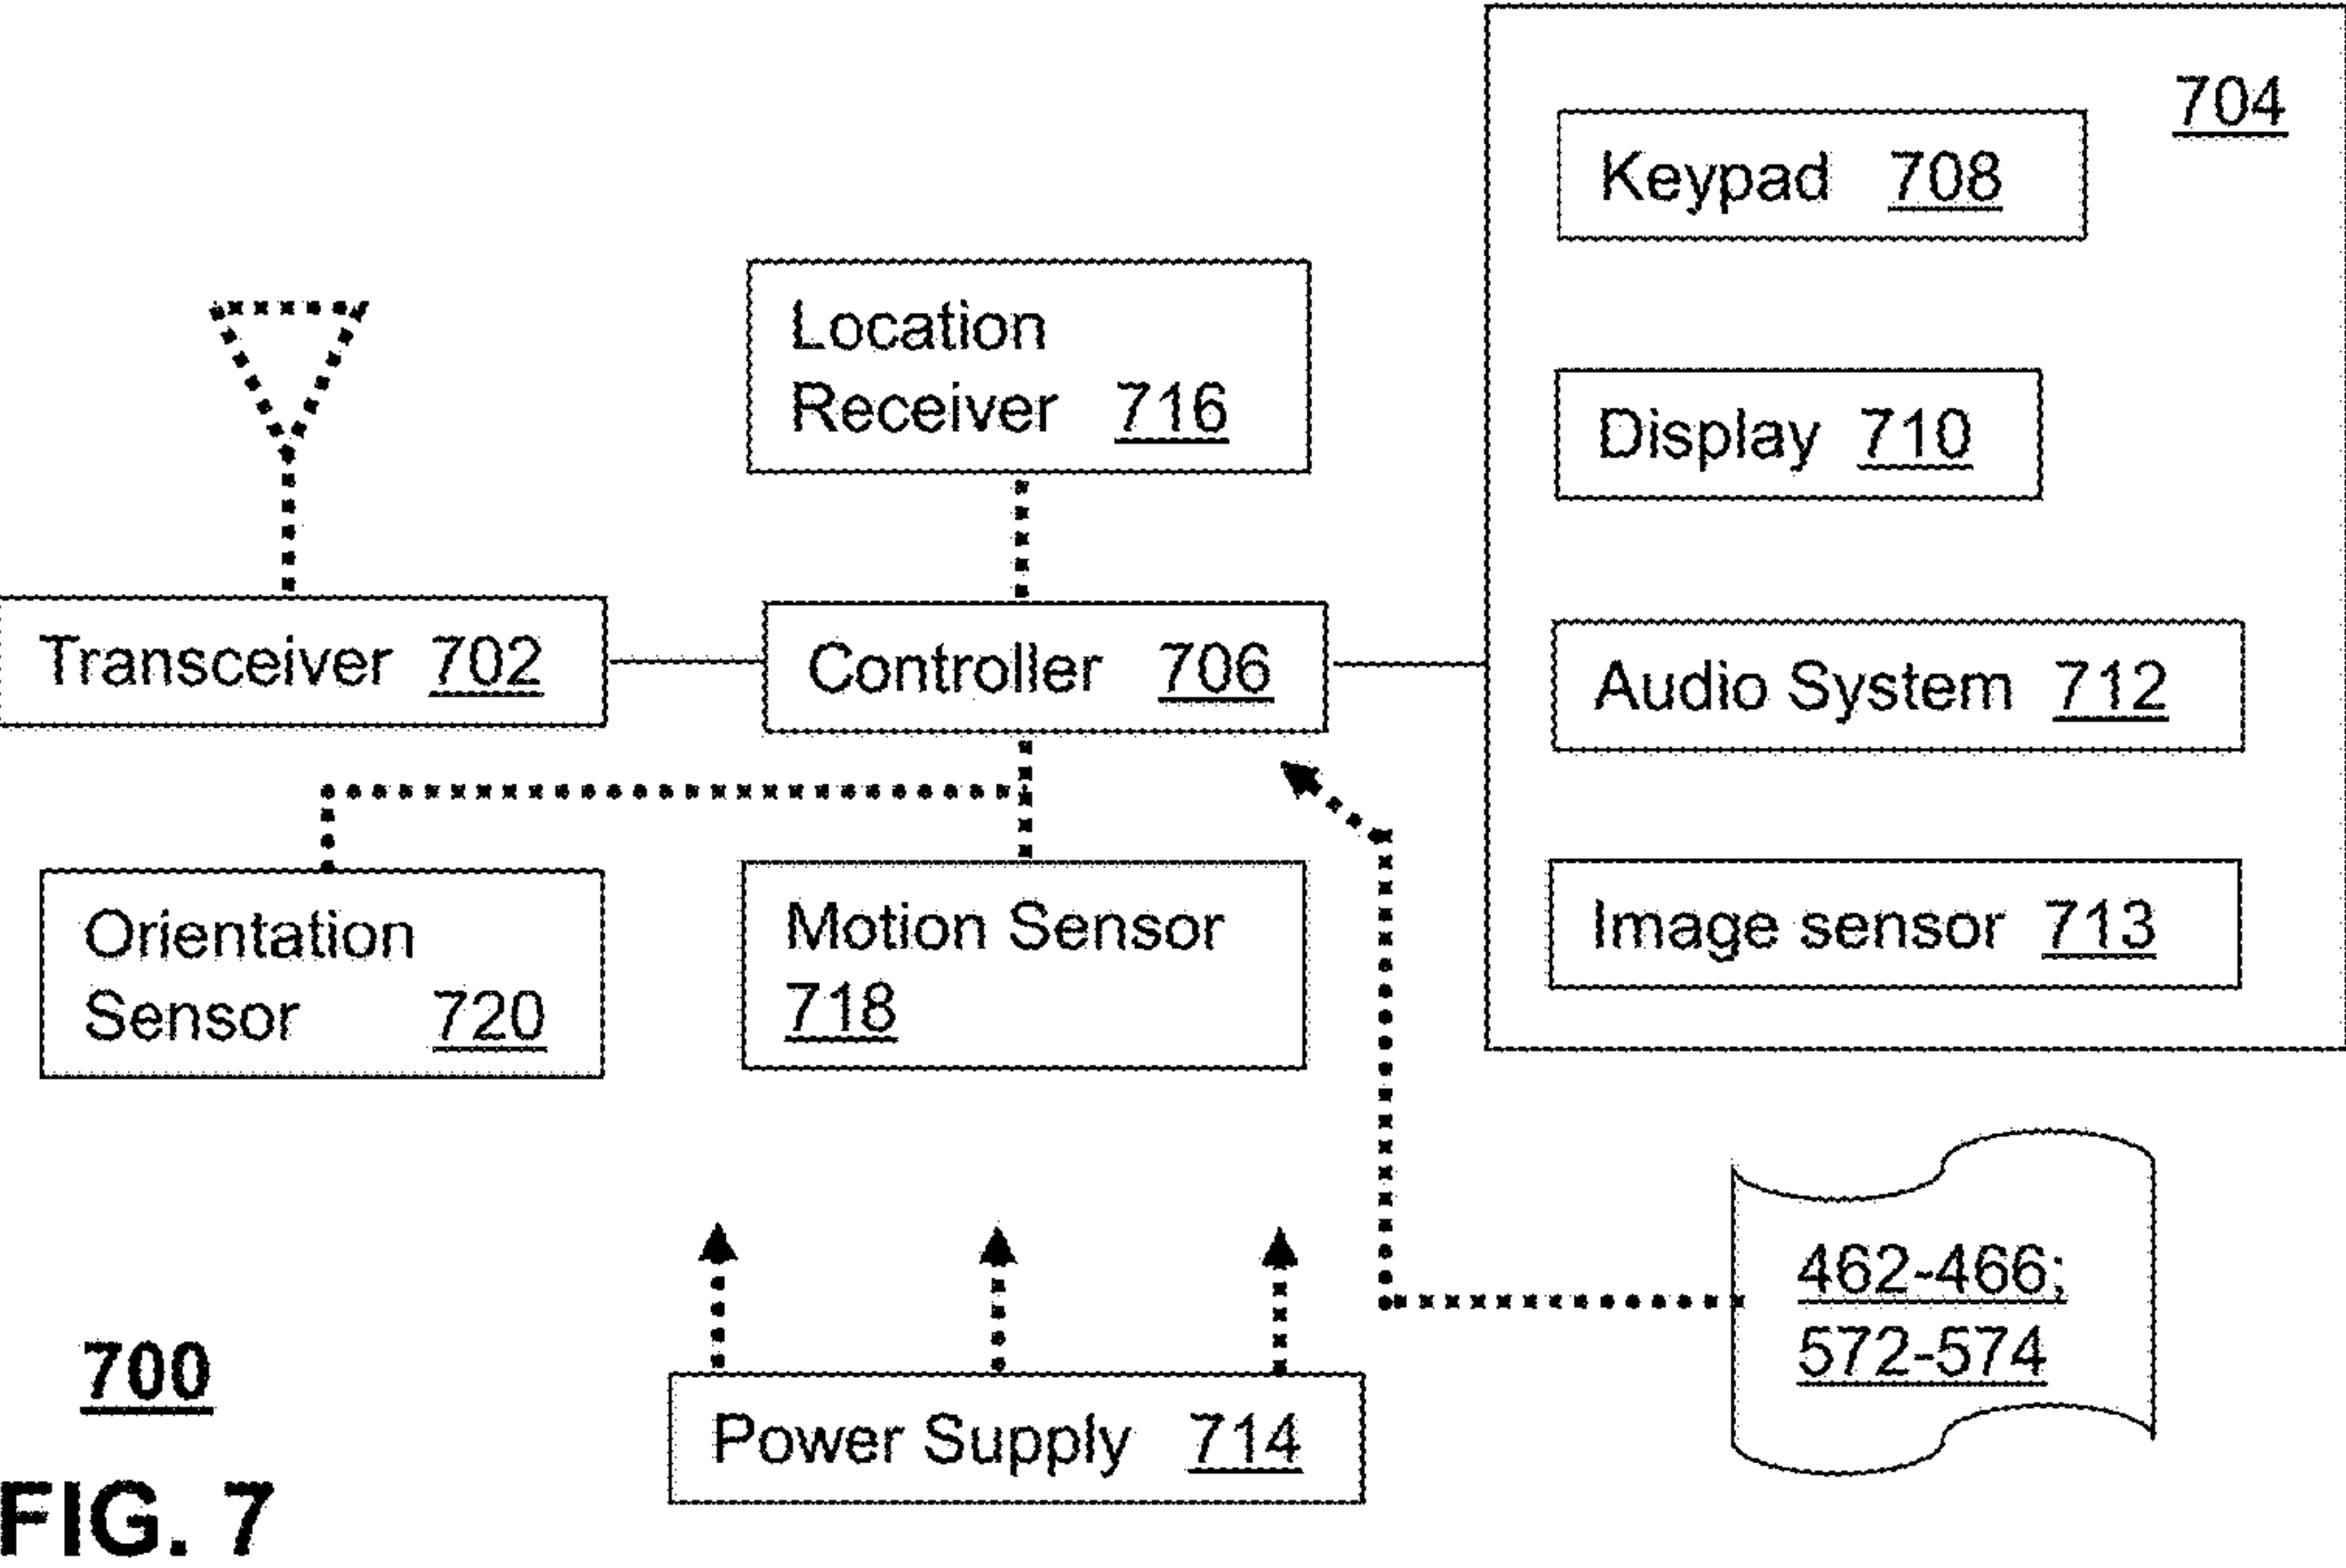 704
Keypad 708
Location
Receiver 716
Display 710
Transceiver 702
Controller 706
Audio System 712
Orientation
Sensor 720
Motion Sensor
718
Image sensor 713
462-466;
572-574
700
Power Supply 714
FIG. 7